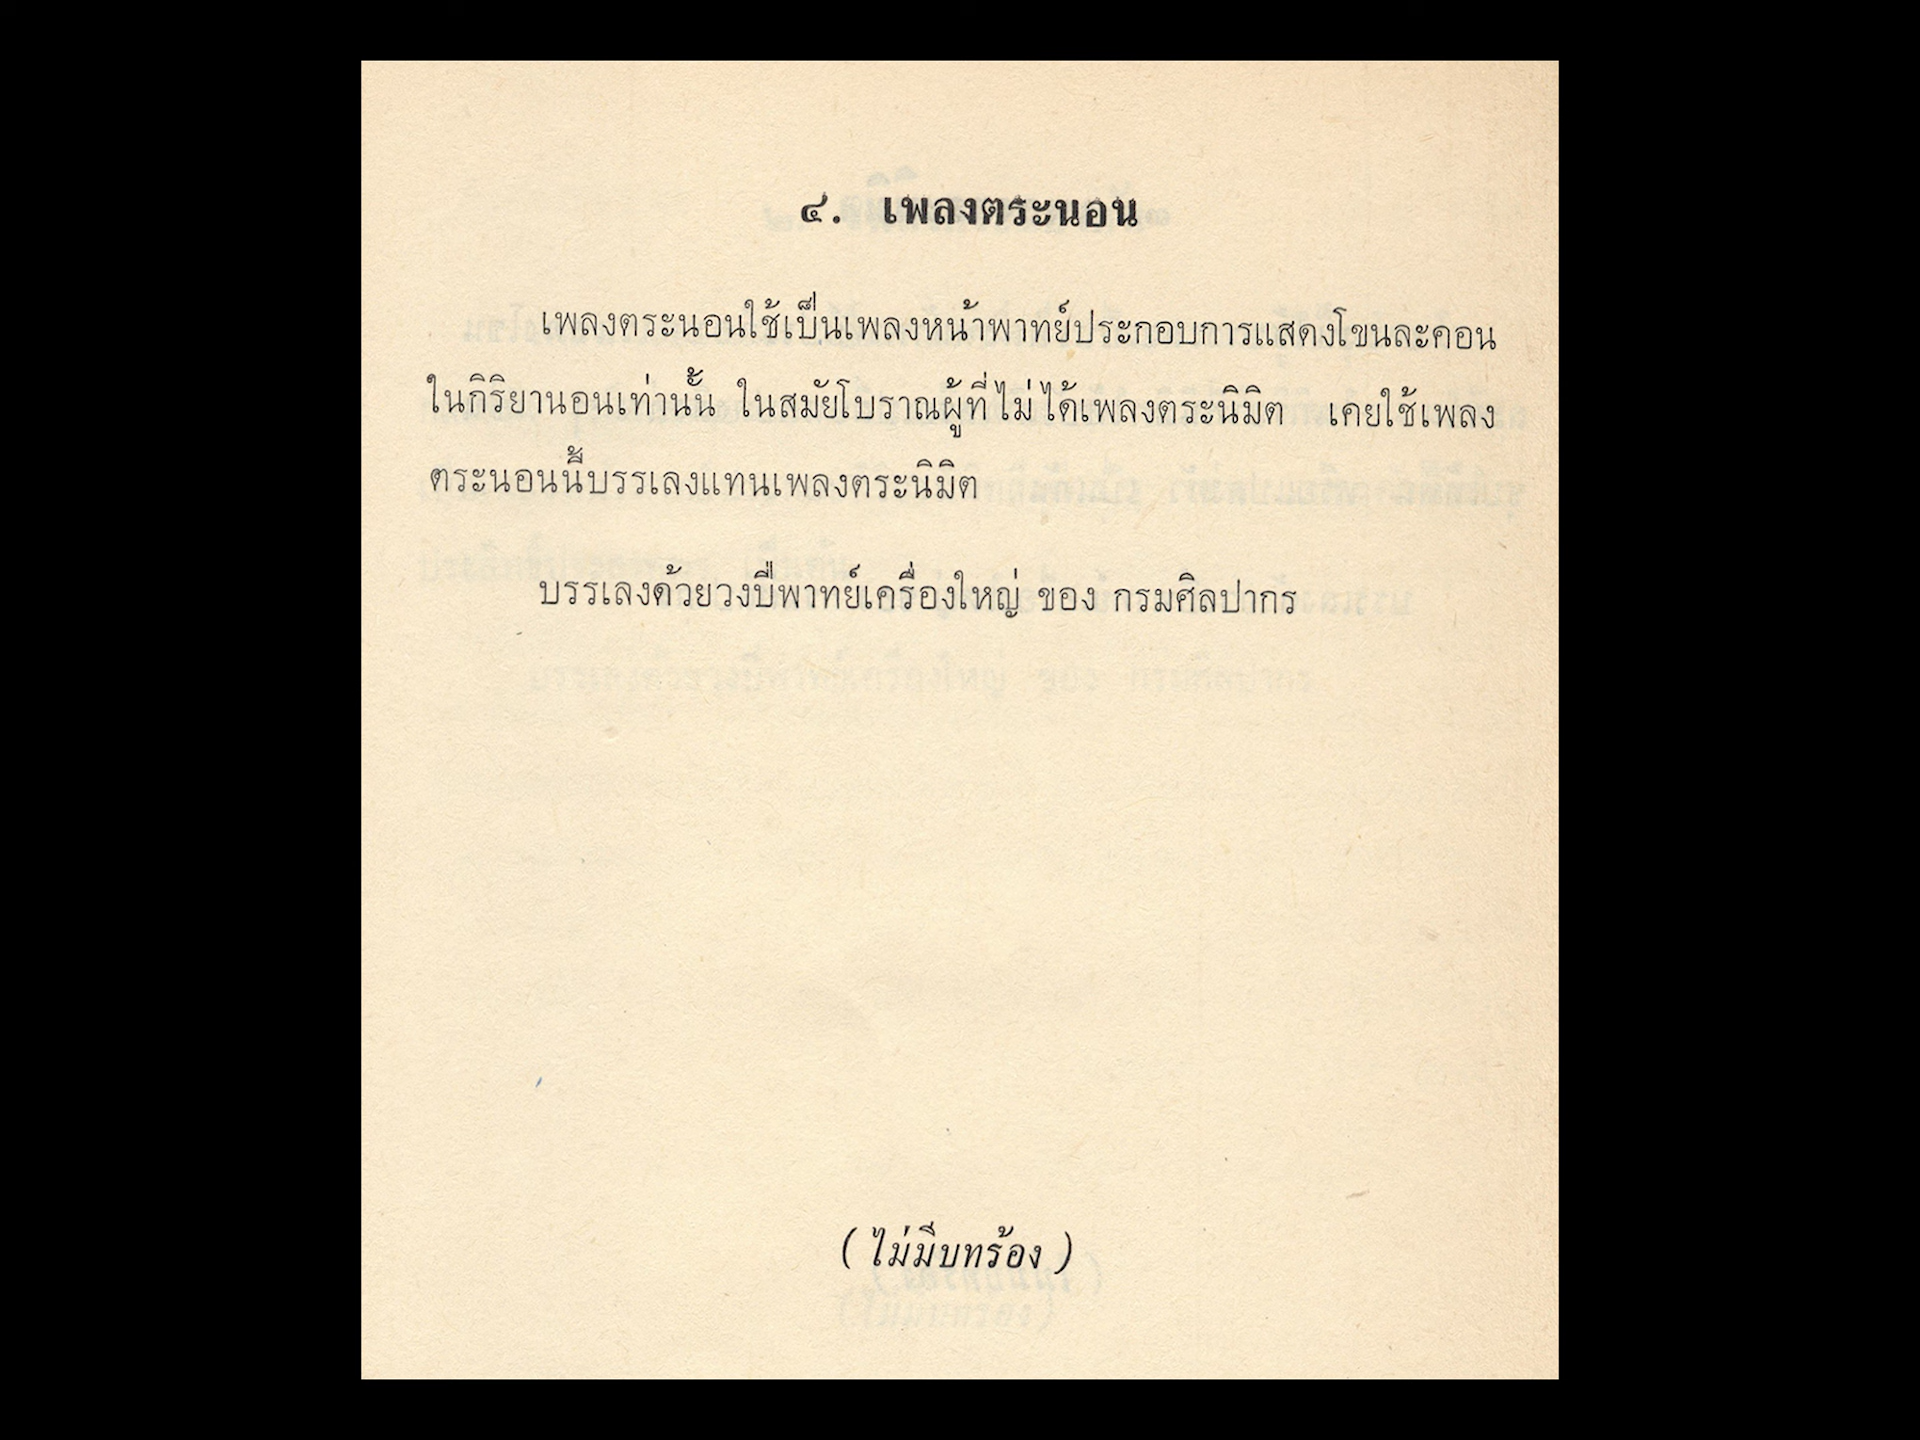 ๔. เพลงตระนอน
เพลงตระนอนใช้เป็นเพลงหน้าพาทย์ประกอบการแสดงโขนละคอน
ในกิริยานอนเท่านั้น ในสมัยโบราณผู้ที่ไม่ได้เพลงตระนิมิต เคยใช้เพลง
ตระนอนนี้บรรเลงแทนเพลงตระนิมิต
บรรเลงด้วยวงปี่พาทย์เครื่องใหญ่ ของ กรมศิลปากร
( ไม่มีบทร้อง )